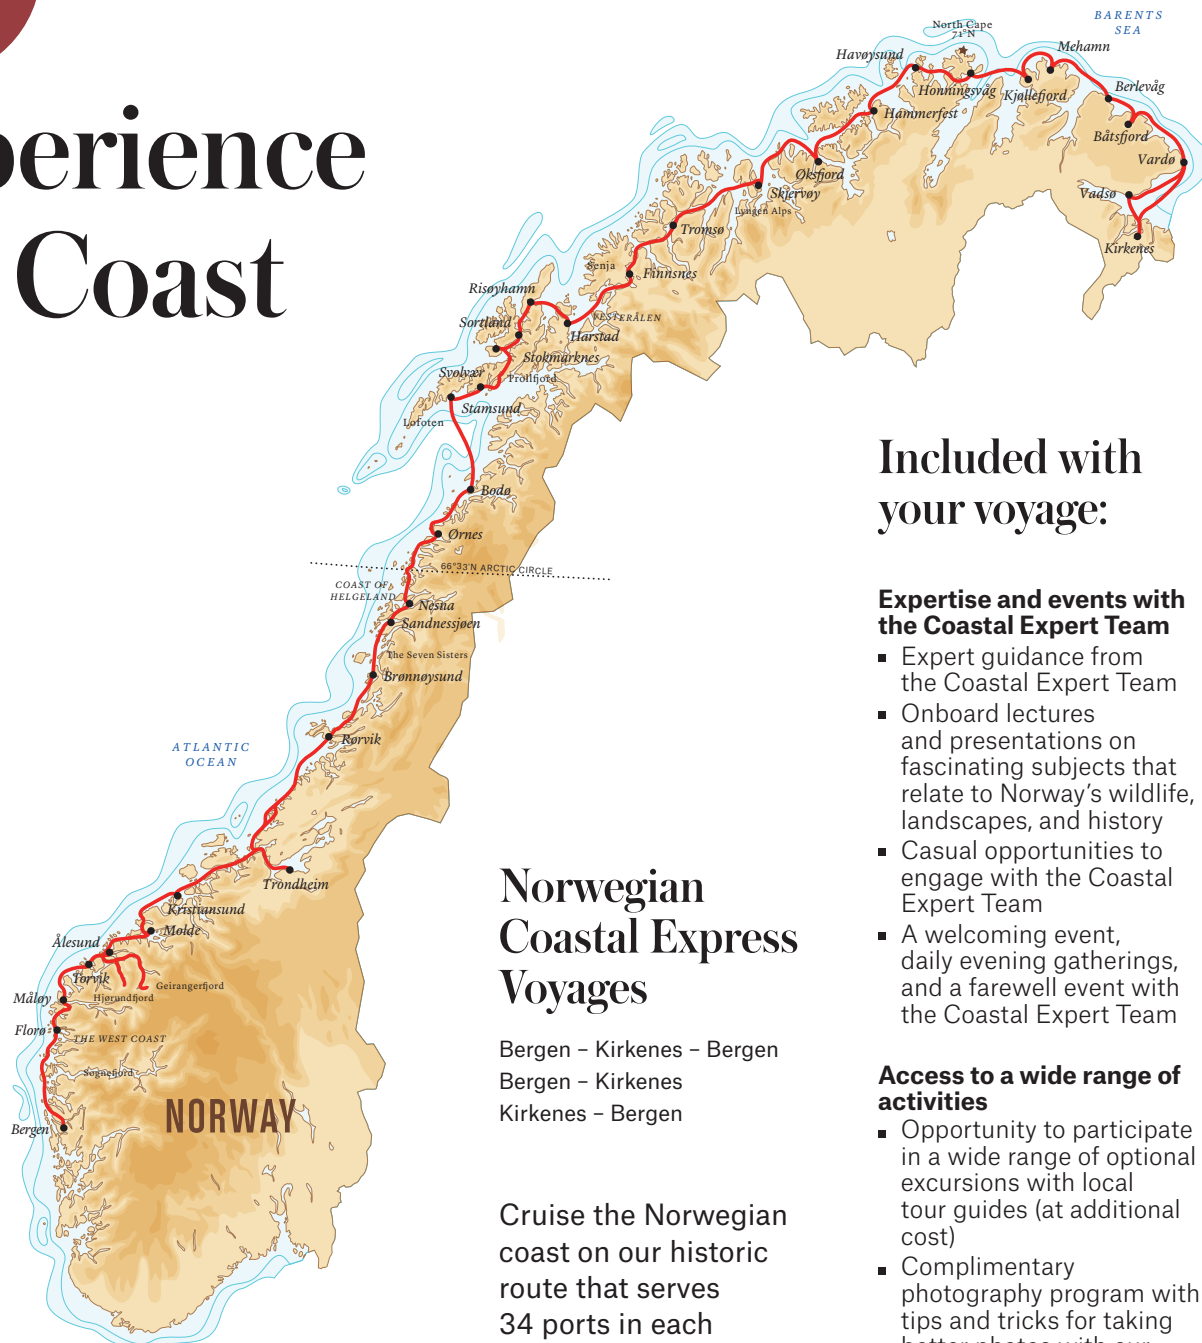 perience
Coast
BARENTS
SEA
North Cape
71°N
Mehamn
Havøysund
Honningsvåg
Kjøllefjord
Berlevåg
Hammerfest
Båtsfjord
Vardø
Øksfjord
Vadsø
Skjervøy
Lyngen Alps
Tromsø
Kirkenes
Senja
Finnsnes
Risøyhamn
VESTERÅLEN
Sortland
Harstad
Stokmarknes
Svolvær
Trollfjord
Stamsund
Lofoten
Bodø
Ørnes
66°33'N ARCTIC CIRCLE
COAST OF
HELGELAND
Nesna
Sandnessjøen
The Seven Sisters
Brønnøysund
Rørvik
ATLANTIC
OCEAN
Trondheim
Kristiansund
Molde
Ålesund
Torvik
Geirangerfjord
Måløy
Hjørundfjord
Florø
THE WEST COAST
Sognefjord
NORWAY
Bergen
Norwegian
Coastal Express
Voyages
Bergen – Kirkenes – Bergen
Bergen – Kirkenes
Kirkenes – Bergen
Cruise the Norwegian
coast on our historic
route that serves
34 ports in each
Included with
your voyage:
Expertise and events with
the Coastal Expert Team
▪ Expert guidance from
the Coastal Expert Team
▪ Onboard lectures
and presentations on
fascinating subjects that
relate to Norway’s wildlife,
landscapes, and history
▪ Casual opportunities to
engage with the Coastal
Expert Team
▪ A welcoming event,
daily evening gatherings,
and a farewell event with
the Coastal Expert Team
Access to a wide range of
activities
▪ Opportunity to participate
in a wide range of optional
excursions with local
tour guides (at additional
cost)
▪ Complimentary
photography program with
tips and tricks for taking
better photos with our